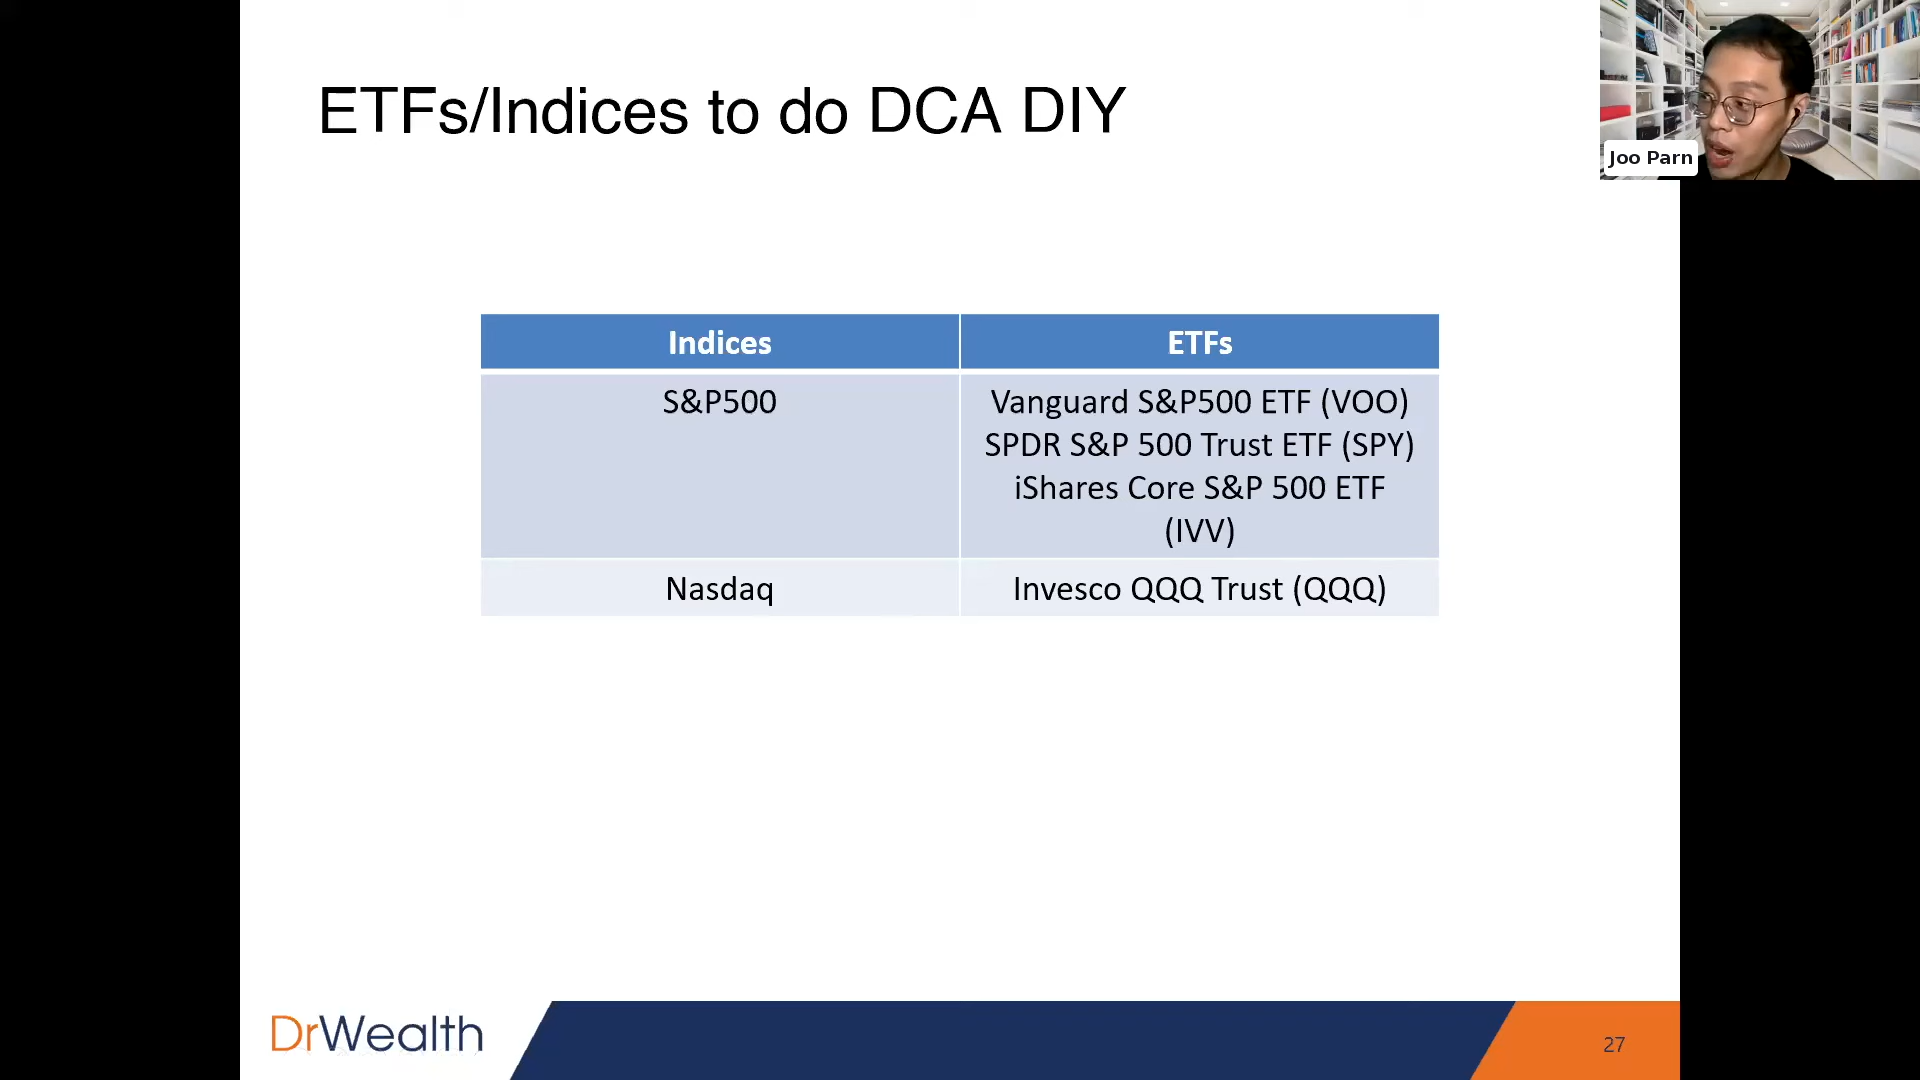 ETFs/Indices to do DCA DIY
Joo Parn
Indices
ETFs
S&P500
Vanguard S&P500 ETF (VOO)
SPDR S&P 500 Trust ETF (SPY)
iShares Core S&P 500 ETF
(IVV)
Nasdaq
Invesco QQQ Trust (QQQ)
DrWealth
27